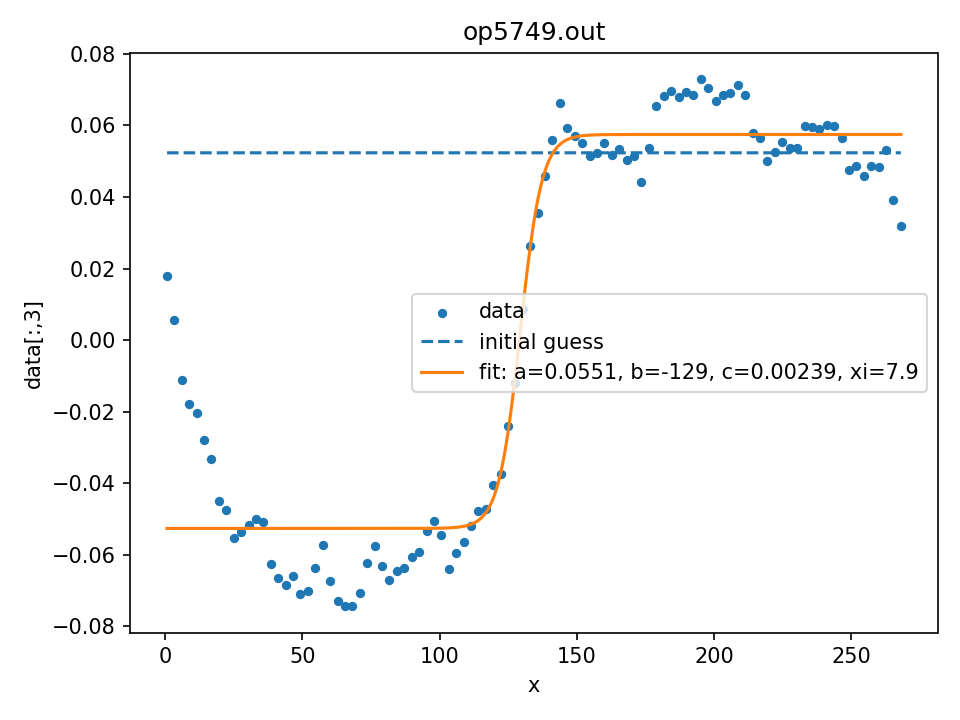 op5749.out
0.08
0.06
0.04
0.02
0.00
−0.02
−0.04
−0.06
−0.08
data[:,3]
data
initial guess
fit: a=0.0551, b=-129, c=0.00239, xi=7.9
0 50 100 150 200 250
x